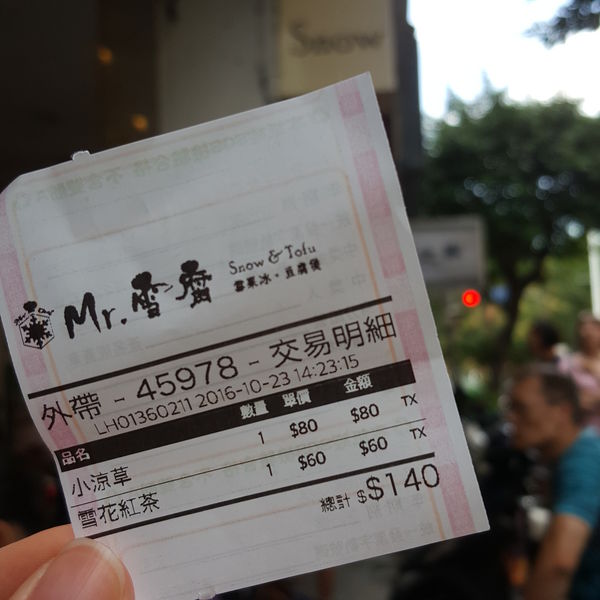 Snow
Mr.雪腐
Snow & Tofu
雪菓冰・豆腐後
外帶 - 45978 - 交易明細
LH01360211 2016-10-23 14:23:15
品名 數量 單價 金額
小涼草 1 $80 $80 TX
雪花紅茶 1 $60 $60 TX
總計 $$140